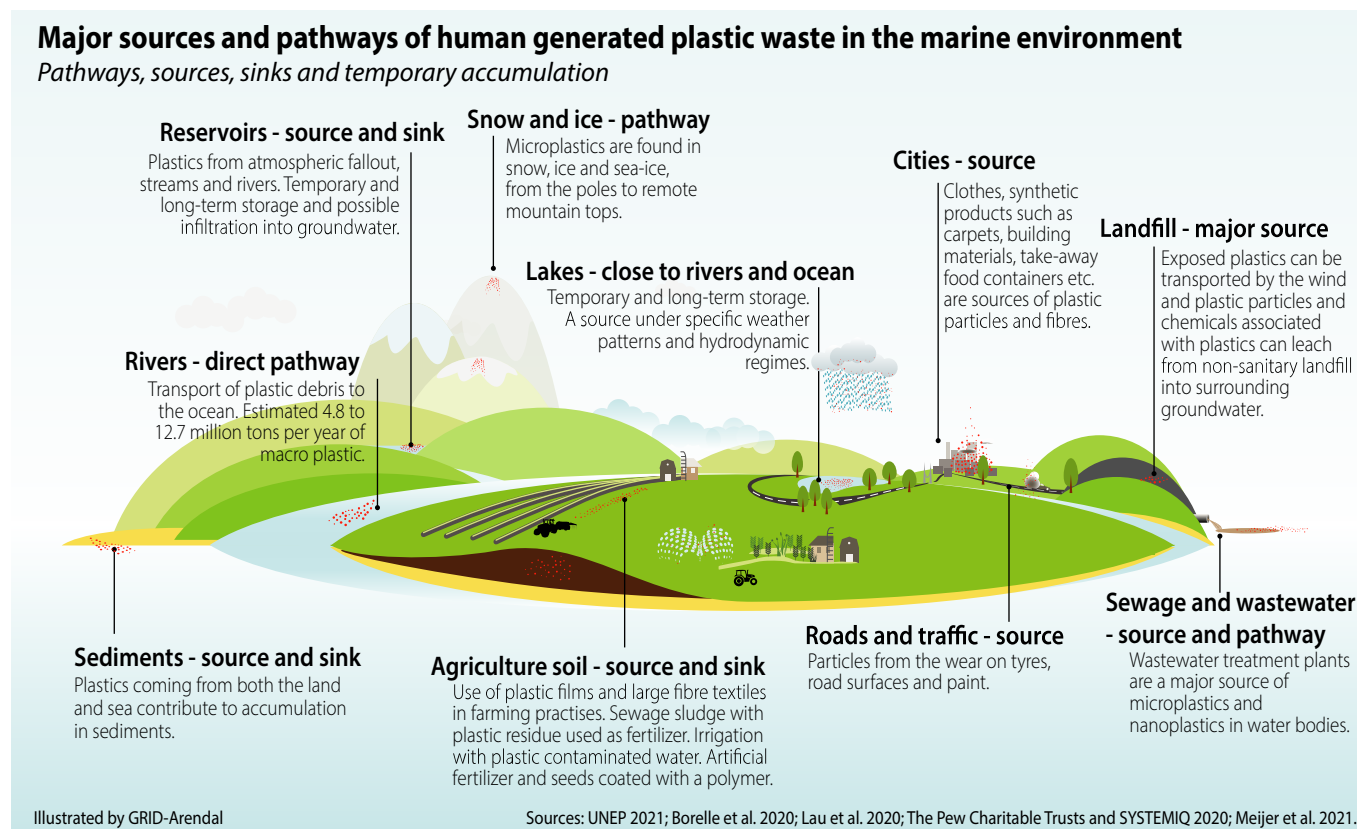 Major sources and pathways of human generated plastic waste in the marine environment
Pathways, sources, sinks and temporary accumulation
Reservoirs - source and sink
Plastics from atmospheric fallout,
streams and rivers. Temporary and
long-term storage and possible
infiltration into groundwater.
Snow and ice - pathway
Microplastics are found in
snow, ice and sea-ice,
from the poles to remote
mountain tops.
Cities - source
Clothes, synthetic
products such as
carpets, building
materials, take-away
food containers etc.
are sources of plastic
particles and fibres.
Landfill - major source
Exposed plastics can be
transported by the wind
and plastic particles and
chemicals associated
with plastics can leach
from non-sanitary landfill
into surrounding
groundwater.
Lakes - close to rivers and ocean
Temporary and long-term storage.
A source under specific weather
patterns and hydrodynamic
regimes.
Rivers - direct pathway
Transport of plastic debris to
the ocean. Estimated 4.8 to
12.7 million tons per year of
macro plastic.
Sediments - source and sink
Plastics coming from both the land
and sea contribute to accumulation
in sediments.
Agriculture soil - source and sink
Use of plastic films and large fibre textiles
in farming practises. Sewage sludge with
plastic residue used as fertilizer. Irrigation
with plastic contaminated water. Artificial
fertilizer and seeds coated with a polymer.
Roads and traffic - source
Particles from the wear on tyres,
road surfaces and paint.
Sewage and wastewater
- source and pathway
Wastewater treatment plants
are a major source of
microplastics and
nanoplastics in water bodies.
Illustrated by GRID-Arendal
Sources: UNEP 2021; Borelle et al. 2020; Lau et al. 2020; The Pew Charitable Trusts and SYSTEMIQ 2020; Meijer et al. 2021.